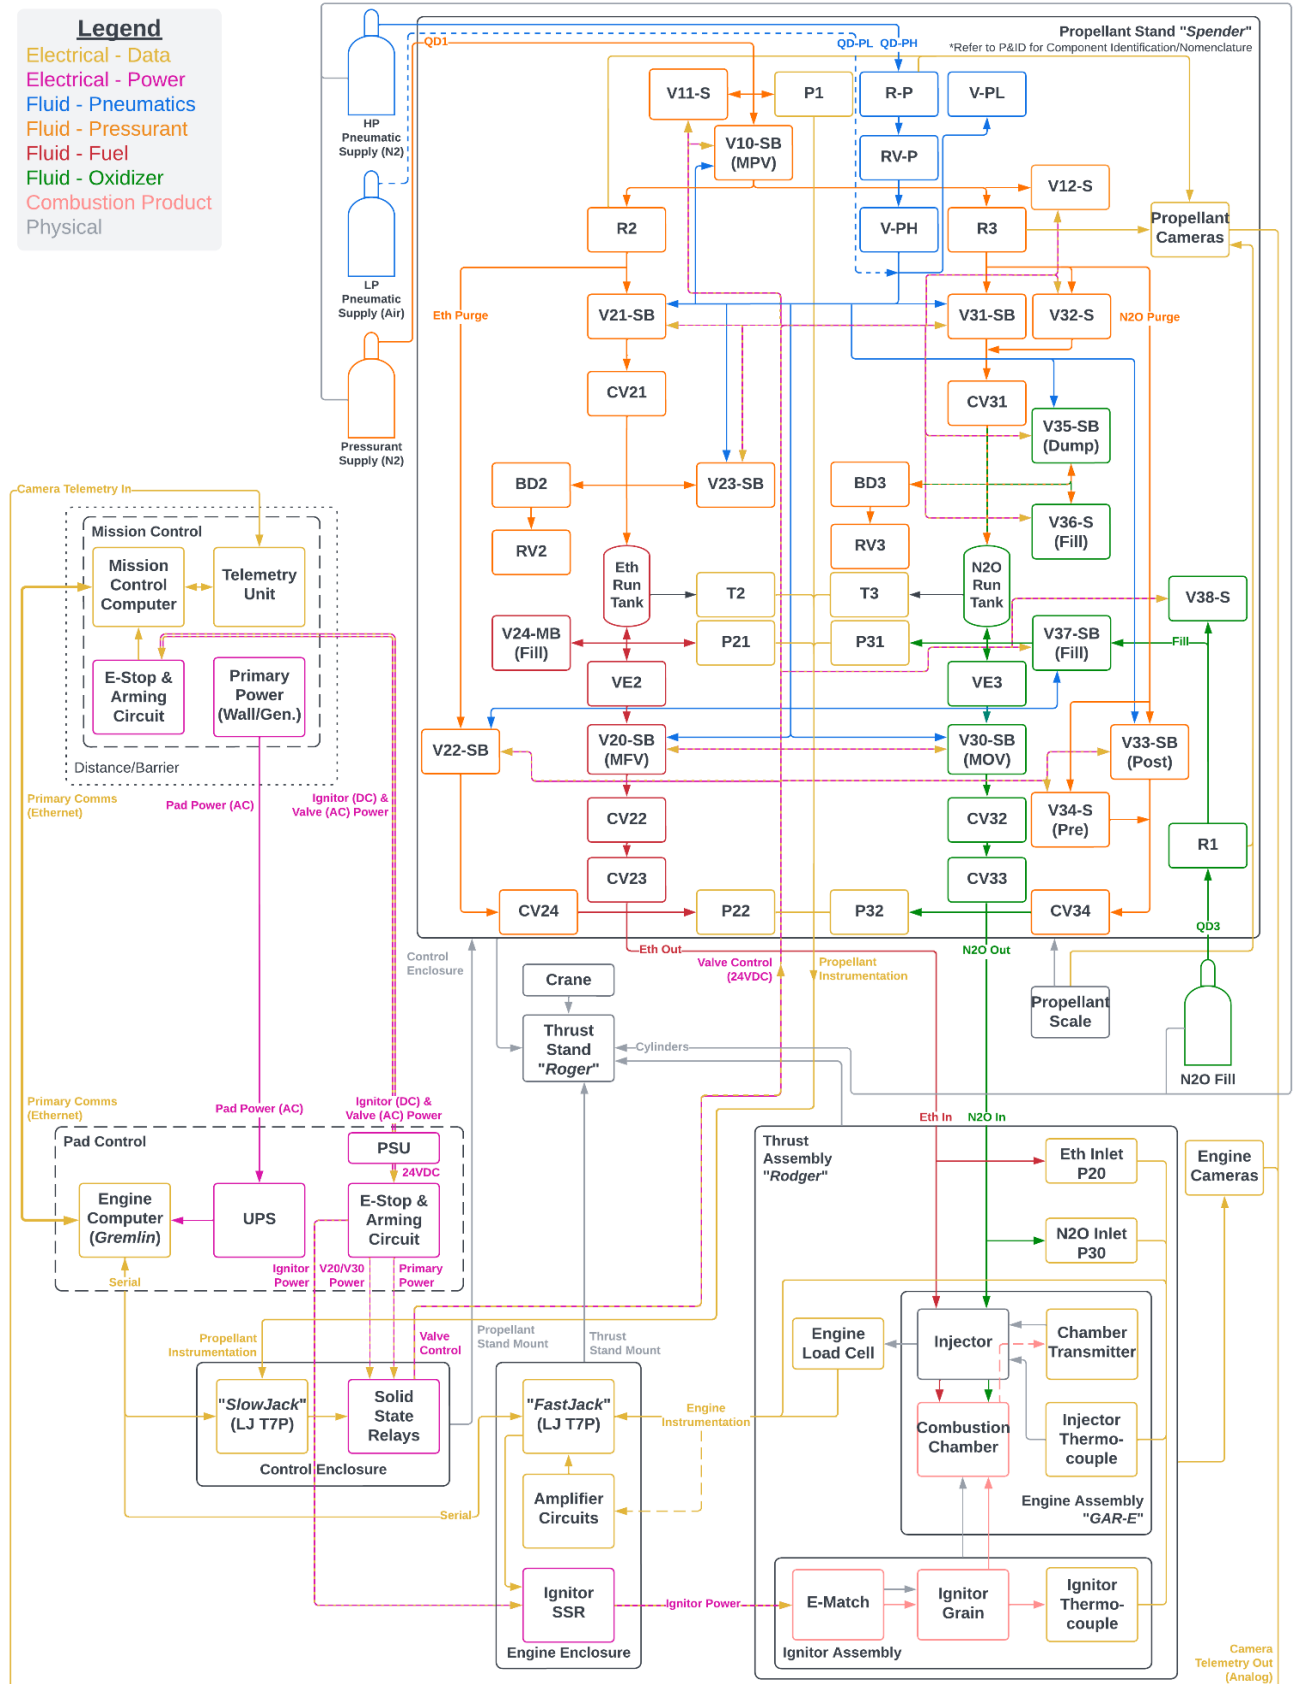 Legend
Electrical - Data
Electrical - Power
Fluid - Pneumatics
Fluid - Pressurant
Fluid - Fuel
Fluid - Oxidizer
Combustion Product
Physical
HP
Pneumatic
Supply (N2)
LP
Pneumatic
Supply (Air)
Pressurant
Supply (N2)
Propellant Stand "Spender"
*Refer to P&ID for Component Identification/Nomenclature
QD1
QD-PL
QD-PH
V11-S
P1
R-P
V-PL
V10-SB
(MPV)
RV-P
V12-S
R2
V-PH
R3
Propellant
Cameras
Eth Purge
V21-SB
V31-SB
V32-S
N2O Purge
CV21
CV31
V35-SB
(Dump)
BD2
V23-SB
BD3
V36-S
(Fill)
RV2
RV3
Eth
Run
Tank
T2
T3
N2O
Run
Tank
V38-S
V24-MB
(Fill)
P21
P31
V37-SB
(Fill)
Fill
VE2
VE3
V22-SB
V20-SB
(MFV)
V30-SB
(MOV)
V33-SB
(Post)
CV22
CV32
V34-S
(Pre)
R1
CV23
CV33
CV24
P22
P32
CV34
QD3
Camera Telemetry In
Mission Control
Mission
Control
Computer
Telemetry
Unit
E-Stop &
Arming
Circuit
Primary
Power
(Wall/Gen.)
Distance/Barrier
Primary Comms
(Ethernet)
Pad Power (AC)
Ignitor (DC) &
Valve (AC) Power
Control
Enclosure
Eth Out
Valve Control
(24VDC)
Propellant
Instrumentation
N2O Out
Crane
Thrust
Stand
"Roger"
Cylinders
Propellant
Scale
N2O Fill
Primary Comms
(Ethernet)
Pad Power (AC)
Ignitor (DC) &
Valve (AC) Power
Eth In
N2O In
Pad Control
PSU
24VDC
Engine
Computer
(Gremlin)
UPS
E-Stop &
Arming
Circuit
Serial
Ignitor
Power
V20/V30
Power
Primary
Power
Thrust
Assembly
"Rodger"
Eth Inlet
P20
Engine
Cameras
N2O Inlet
P30
Propellant
Instrumentation
Valve
Control
Propellant
Stand Mount
Thrust
Stand Mount
"SlowJack"
(LJ T7P)
Solid
State
Relays
Control Enclosure
"FastJack"
(LJ T7P)
Engine
Instrumentation
Engine
Load Cell
Injector
Chamber
Transmitter
Combustion
Chamber
Injector
Thermo-
couple
Engine Assembly
"GAR-E"
Serial
Amplifier
Circuits
Ignitor
SSR
Engine Enclosure
Ignitor Power
E-Match
Ignitor
Grain
Ignitor
Thermo-
couple
Ignitor Assembly
Camera
Telemetry Out
(Analog)